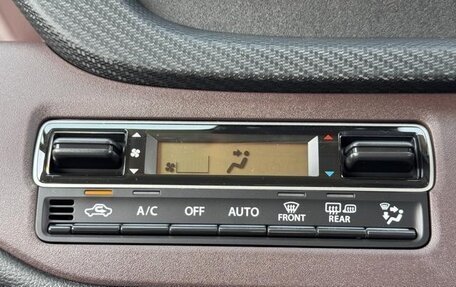 A/C OFF AUTO FRONT REAR